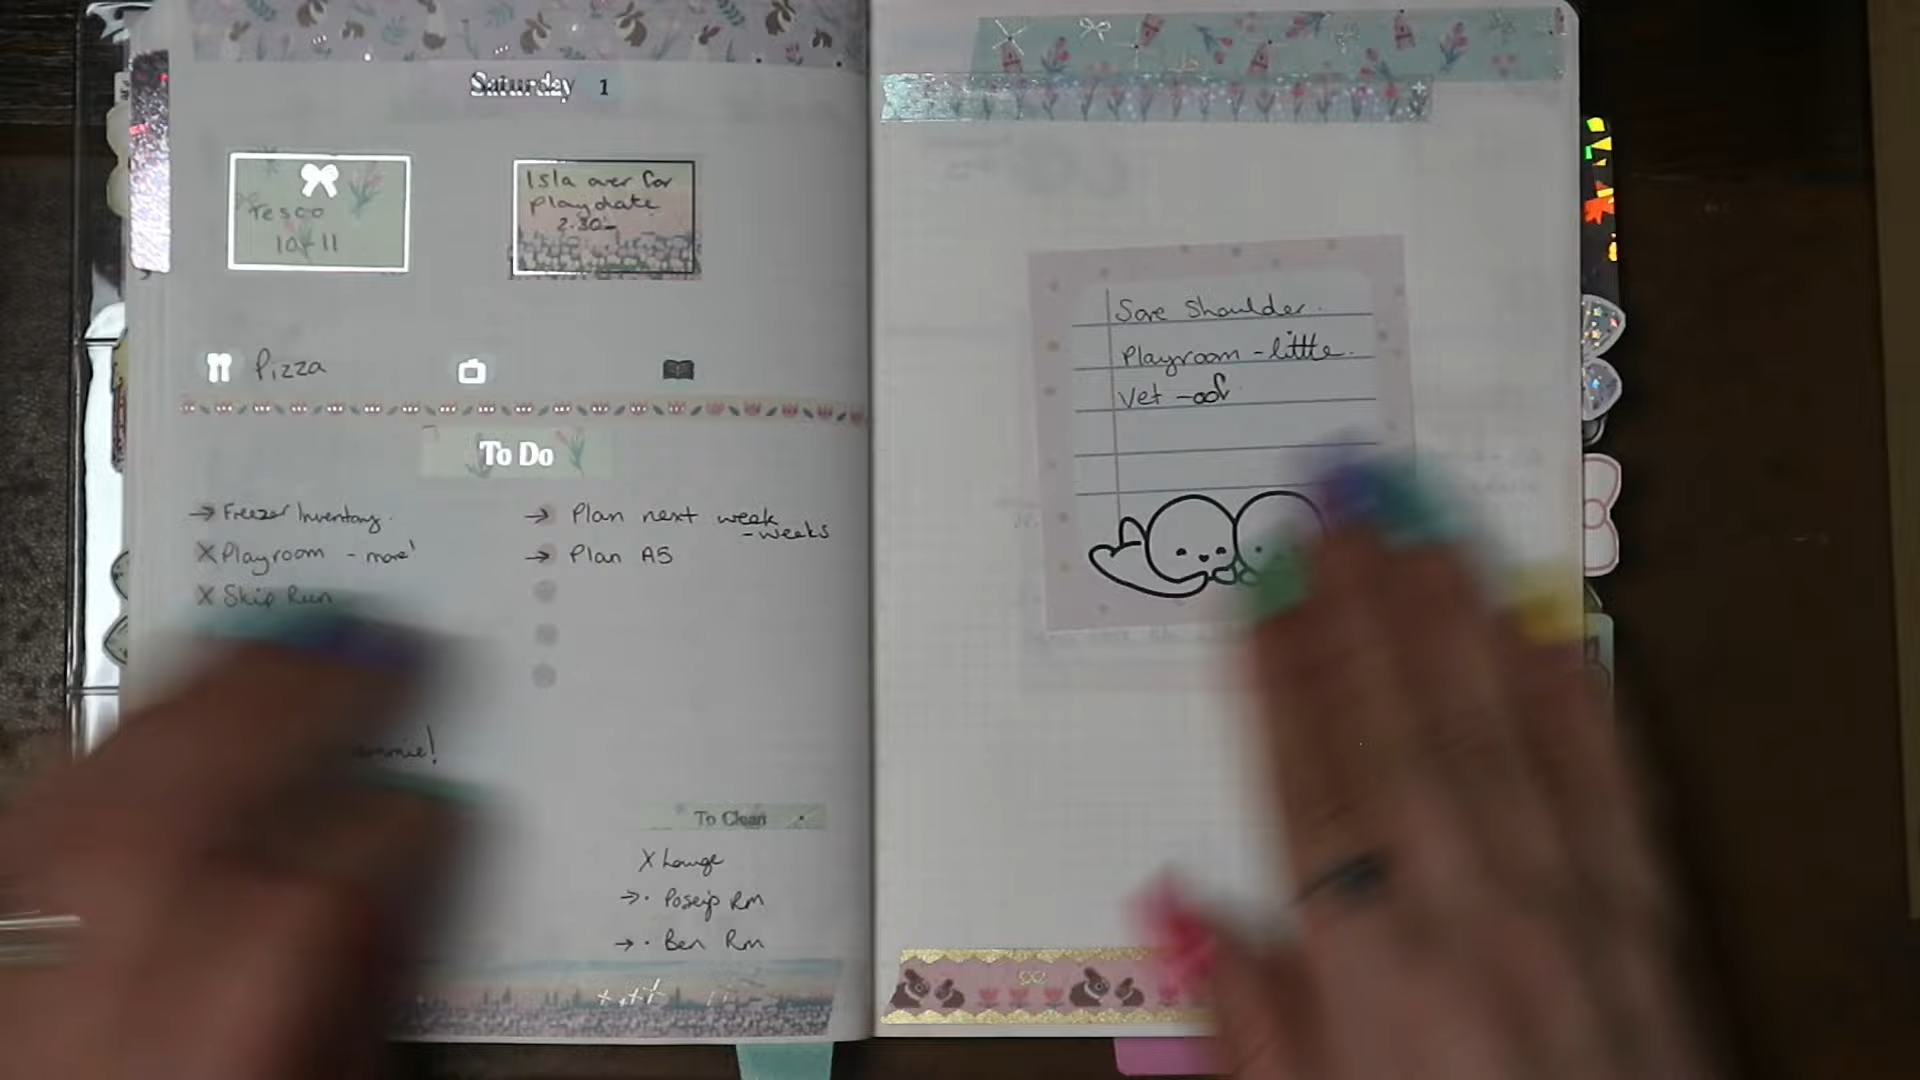 Saturday 1
Tesco
10-11
Isla over for
playdate
2.30-
Pizza
To Do
→ Freezer Inventory.
X Playroom - more!
X Skip Run
→ Plan next week
- weeks
→ Plan A5
To Clean
X Lounge
→ · Rm
→ · Ben Rm
Sore Shoulder.
Playroom - little.
Vet - oof